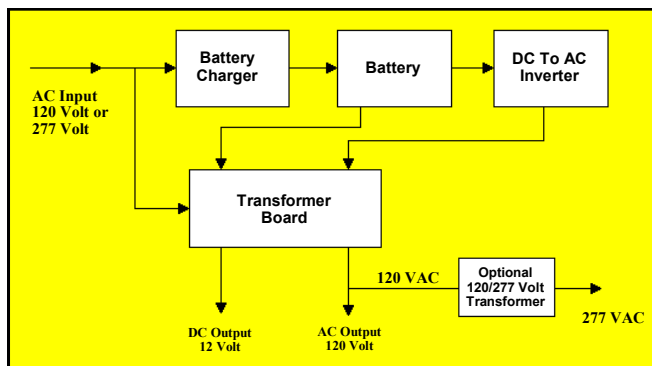 Battery
Charger
Battery
DC To AC
Inverter
AC Input
120 Volt or
277 Volt
Transformer
Board
120 VAC
Optional
120/277 Volt
Transformer
277 VAC
DC Output
12 Volt
AC Output
120 Volt